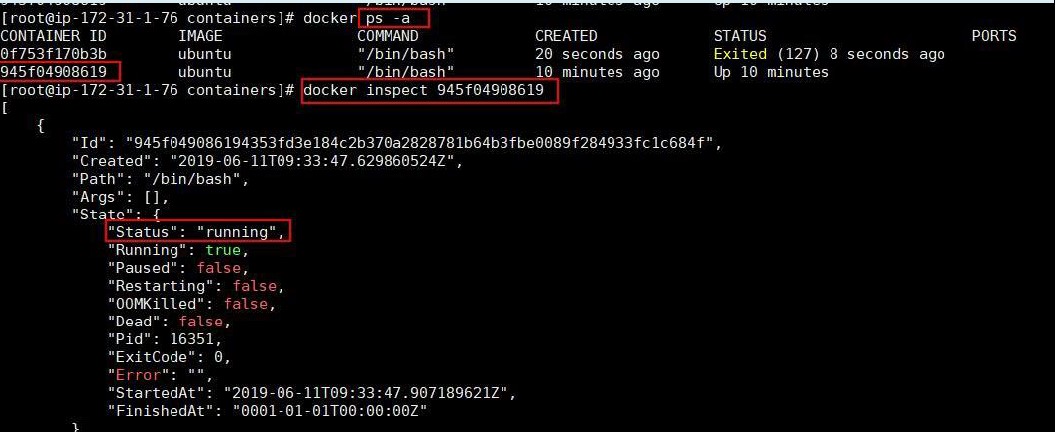 [root@ip-172-31-1-76 containers]# docker ps -a
CONTAINER ID IMAGE COMMAND CREATED STATUS PORTS
0f753f170b3b ubuntu "/bin/bash" 20 seconds ago Exited (127) 8 seconds ago
945f04908619 ubuntu "/bin/bash" 10 minutes ago Up 10 minutes
[root@ip-172-31-1-76 containers]# docker inspect 945f04908619
[
{
"Id": "945f049086194353fd3e184c2b370a2828781b64b3fbe0089f284933fc1c684f",
"Created": "2019-06-11T09:33:47.629860524Z",
"Path": "/bin/bash",
"Args": [],
"State": {
"Status": "running",
"Running": true,
"Paused": false,
"Restarting": false,
"OOMKilled": false,
"Dead": false,
"Pid": 16351,
"ExitCode": 0,
"Error": "",
"StartedAt": "2019-06-11T09:33:47.907189621Z",
"FinishedAt": "0001-01-01T00:00:00Z"
}